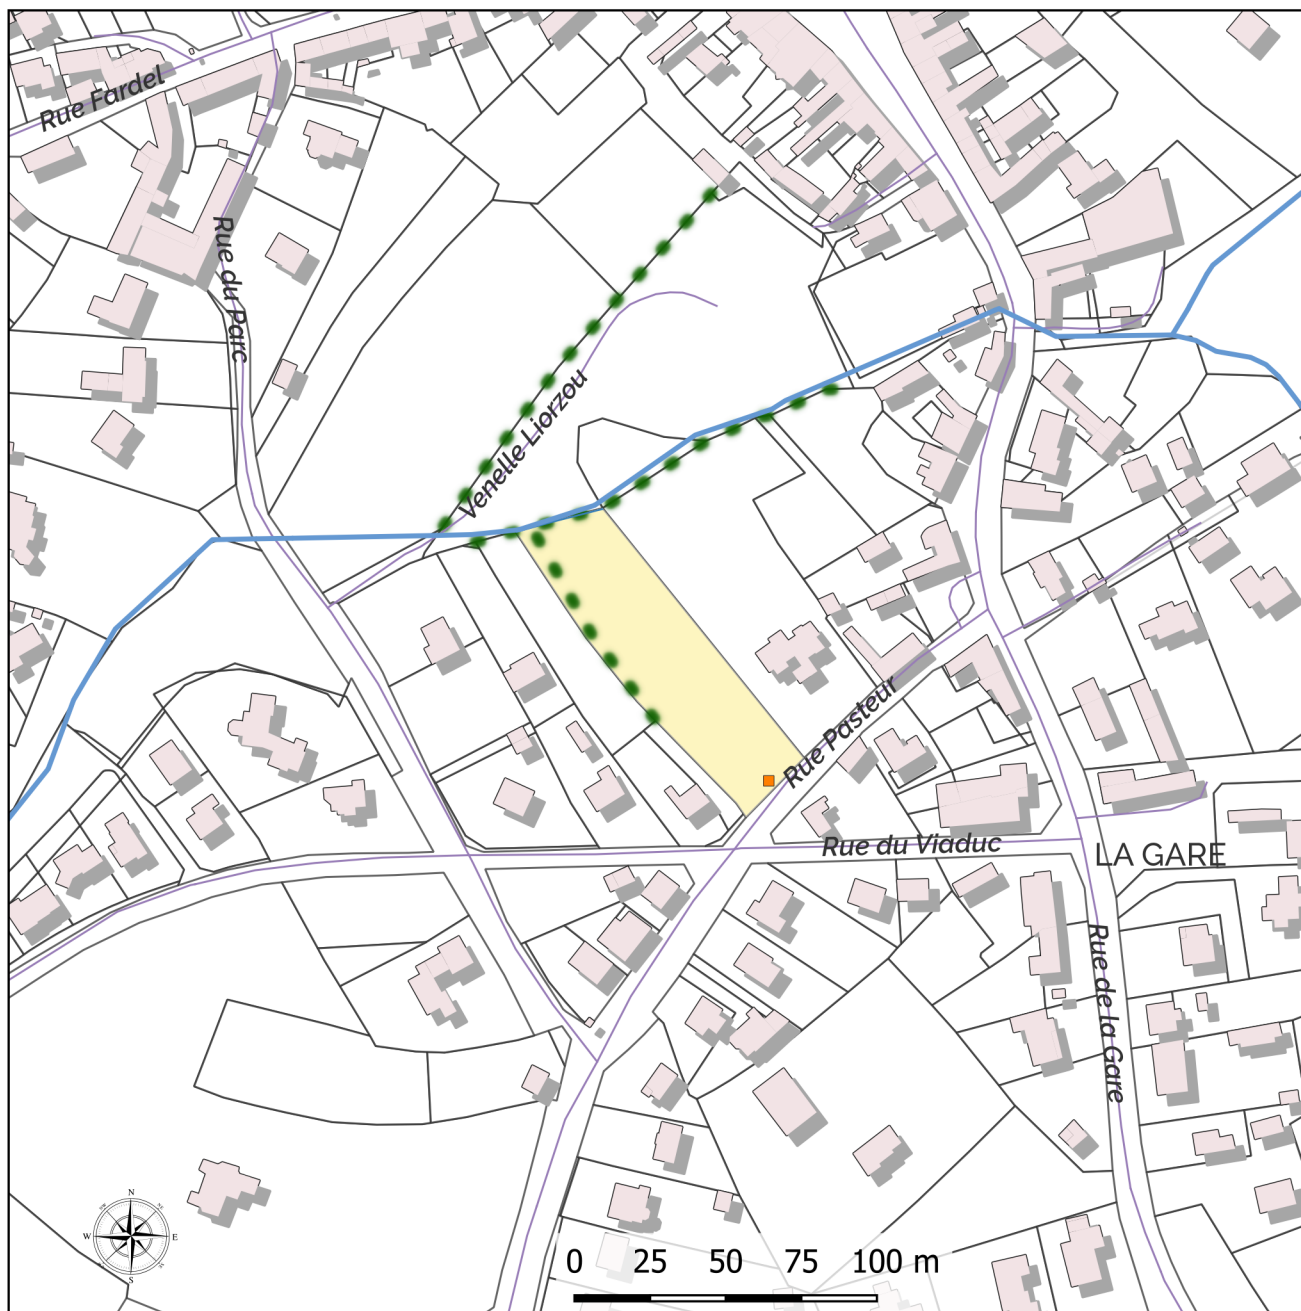 Rue Fardel
Rue du Parc
Venelle Liorzou
Rue Pasteur
Rue du Viaduc
LA GARE
Rue de la Gare
N
W E
S
0 25 50 75 100 m